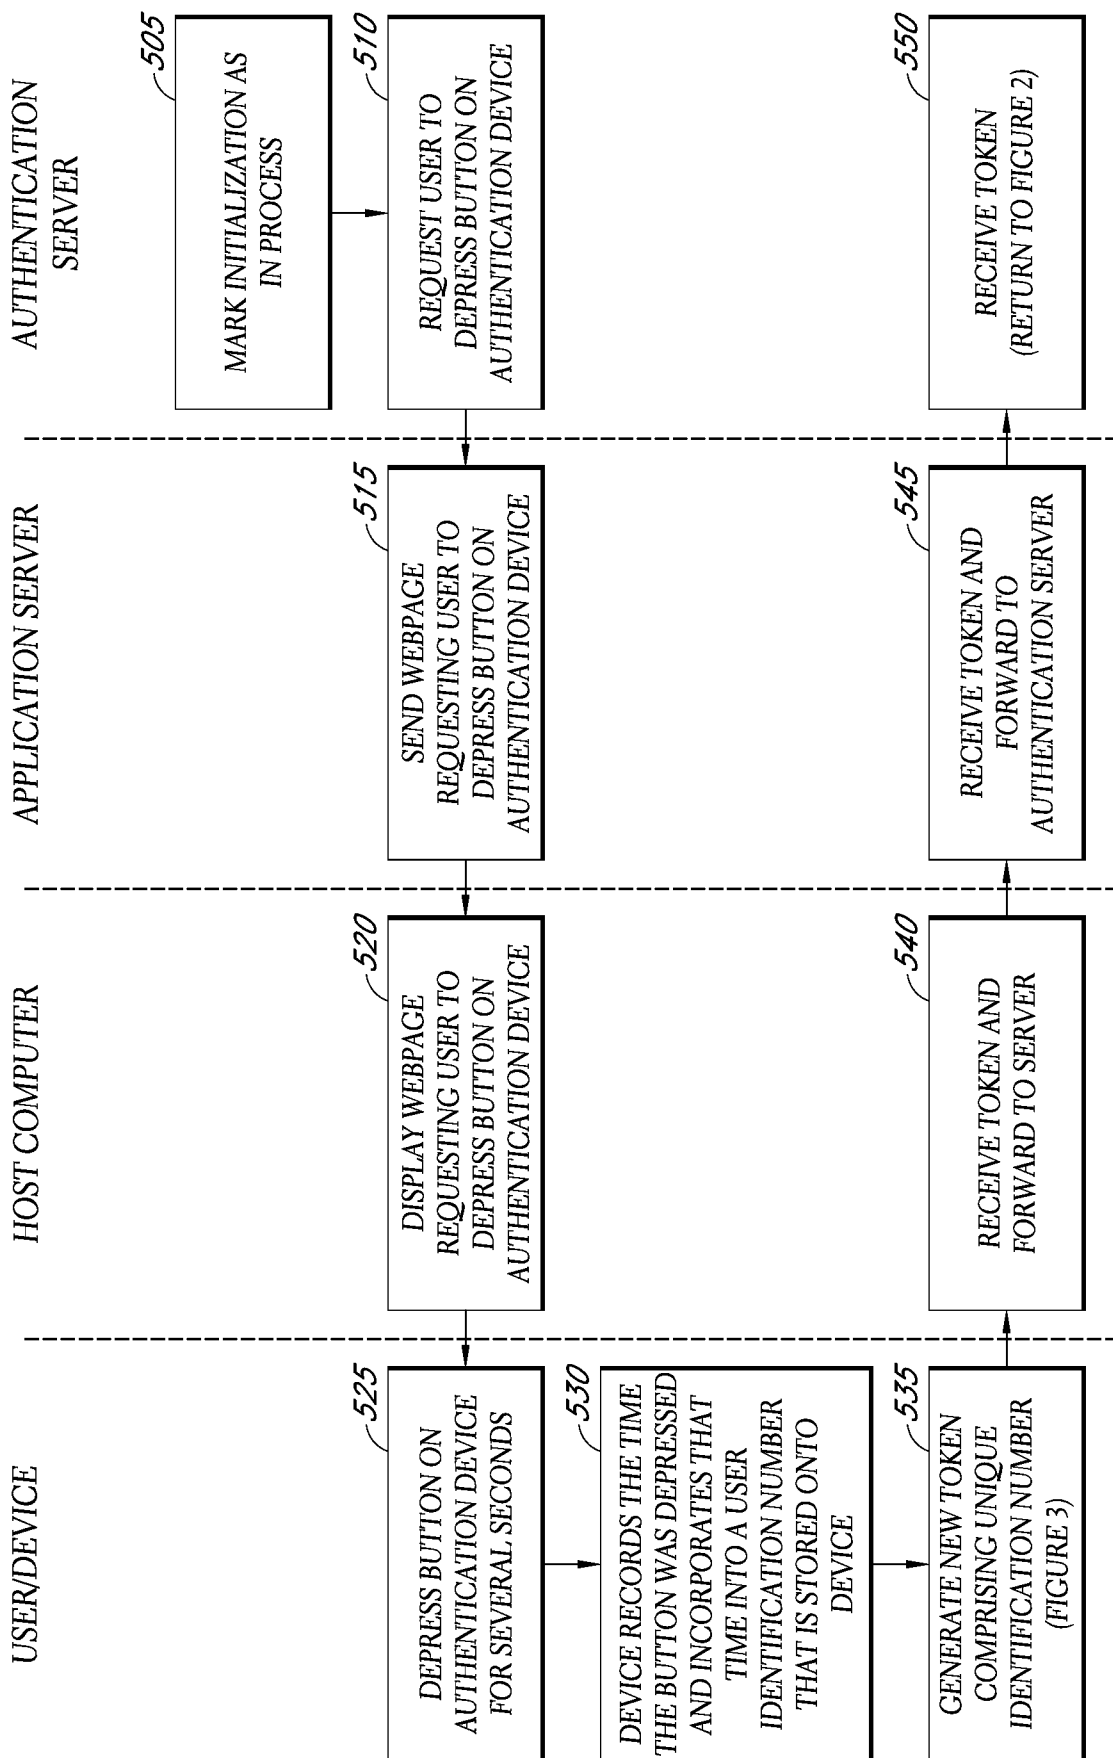 USER/DEVICE
HOST COMPUTER
APPLICATION SERVER
AUTHENTICATION
SERVER
505
MARK INITIALIZATION AS
IN PROCESS
510
REQUEST USER TO
DEPRESS BUTTON ON
AUTHENTICATION DEVICE
515
SEND WEBPAGE
REQUESTING USER TO
DEPRESS BUTTON ON
AUTHENTICATION DEVICE
520
DISPLAY WEBPAGE
REQUESTING USER TO
DEPRESS BUTTON ON
AUTHENTICATION DEVICE
525
DEPRESS BUTTON ON
AUTHENTICATION DEVICE
FOR SEVERAL SECONDS
530
DEVICE RECORDS THE TIME
THE BUTTON WAS DEPRESSED
AND INCORPORATES THAT
TIME INTO A USER
IDENTIFICATION NUMBER
THAT IS STORED ONTO
DEVICE
535
GENERATE NEW TOKEN
COMPRISING UNIQUE
IDENTIFICATION NUMBER
(FIGURE 3)
540
RECEIVE TOKEN AND
FORWARD TO SERVER
545
RECEIVE TOKEN AND
FORWARD TO
AUTHENTICATION SERVER
550
RECEIVE TOKEN
(RETURN TO FIGURE 2)